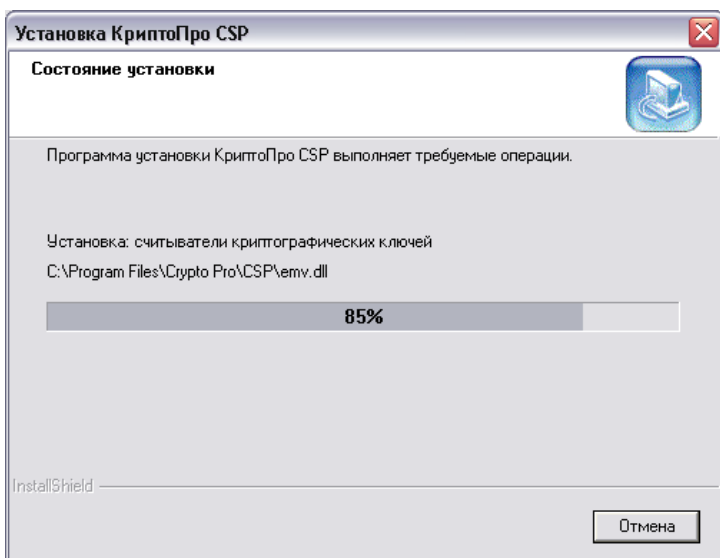 Установка КриптоПро CSP
Состояние установки
Программа установки КриптоПро CSP выполняет требуемые операции.
Установка: считыватели криптографических ключей
C:\Program Files\Crypto Pro\CSP\emv.dll
85%
InstallShield
Отмена